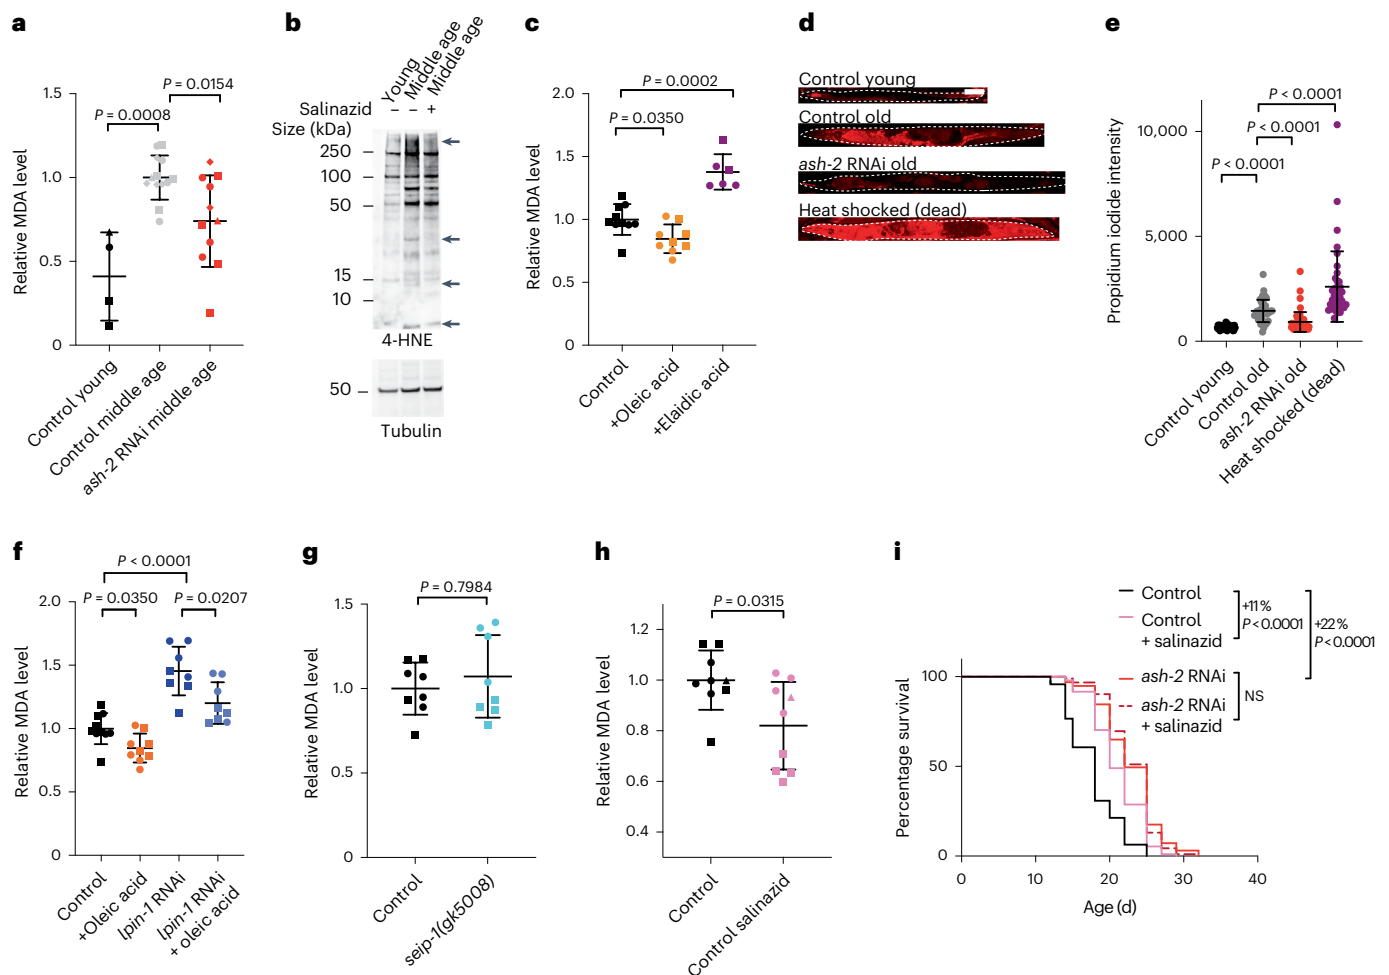 a
P = 0.0154
P = 0.0008
Relative MDA level
1.5
1.0
0.5
0
Control young
Control middle age
ash-2 RNAi middle age
b
Young
Middle age
Middle age
Salinazid – – +
Size (kDa)
250
100
50
15
10
4-HNE
50
Tubulin
c
P = 0.0002
P = 0.0350
Relative MDA level
2.0
1.5
1.0
0.5
0
Control
+Oleic acid
+Elaidic acid
d
Control young
Control old
ash-2 RNAi old
Heat shocked (dead)
e
P < 0.0001
P < 0.0001
P < 0.0001
Propidium iodide intensity
10,000
5,000
0
Control young
Control old
ash-2 RNAi old
Heat shocked (dead)
f
P < 0.0001
P = 0.0350
P = 0.0207
Relative MDA level
2.0
1.5
1.0
0.5
0
Control
+Oleic acid
lpin-1 RNAi
lpin-1 RNAi
+ oleic acid
g
P = 0.7984
Relative MDA level
1.5
1.0
0.5
0
Control
seip-1(gk5008)
h
P = 0.0315
Relative MDA level
1.2
1.0
0.8
0.6
0.4
Control
Control salinazid
i
Control
Control
+ salinazid
+11%
P < 0.0001
+22%
P < 0.0001
ash-2 RNAi
ash-2 RNAi
+ salinazid
NS
Percentage survival
100
50
0
0
20
30
40
Age (d)